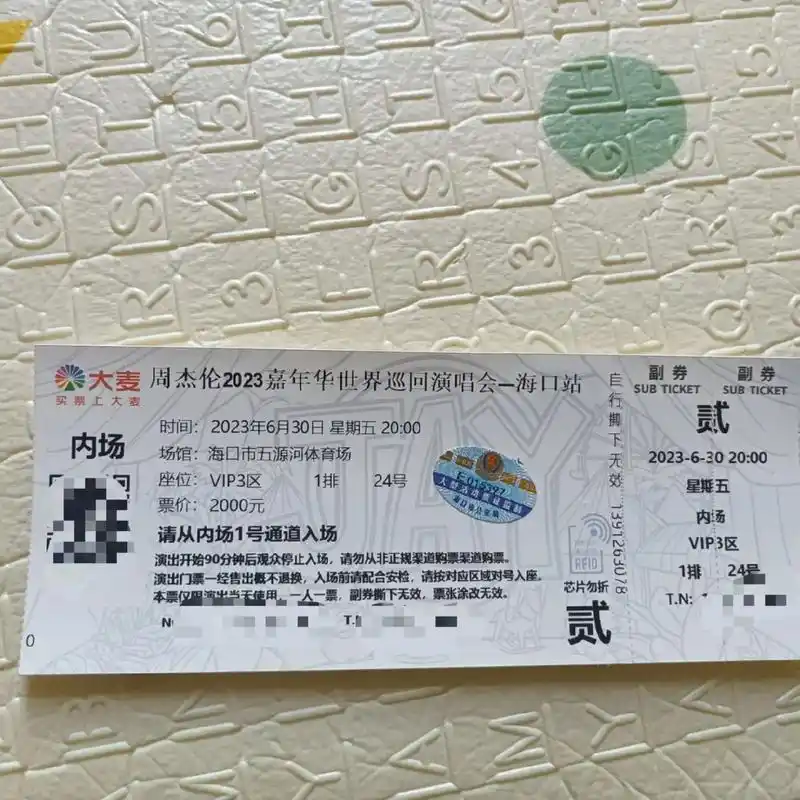 大麦
买票上大麦
周杰伦2023嘉年华世界巡回演唱会—海口站
内场
时间: 2023年6月30日 星期五 20:00
场馆: 海口市五源河体育场
座位: VIP3区 1排 24号
票价: 2000元
请从内场1号通道入场
演出开始90分钟后观众停止入场，请勿从非正规渠道购票渠道购票。
演出门票一经售出概不退换，入场前请配合安检，请按对应区域对号入座。
本票仅限演出当天使用，一人一票，副券撕下无效，票张涂改无效。
0
自行撕下无效
1391263078
RFID
芯片勿折
贰
副券
SUB TICKET
副券
SUB TICKET
贰
2023-6-30 20:00
星期五
内场
VIP3区
1排 24号
T.N: